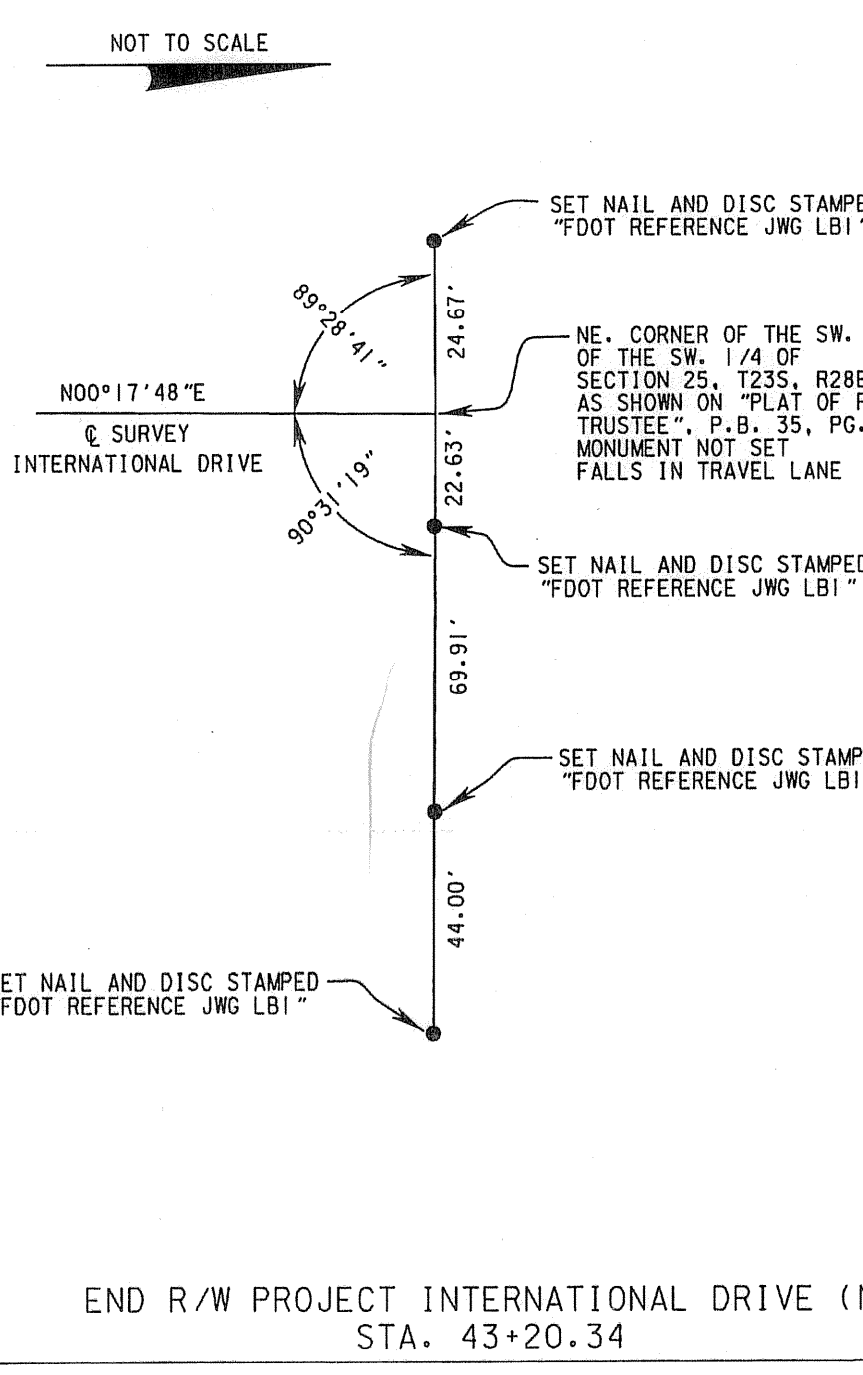 NOT TO SCALE
SET NAIL AND DISC STAMPE
"FDOT REFERENCE JWG LB1"
89°28'41"
24.67'
NE. CORNER OF THE SW.
OF THE SW. 1/4 OF
SECTION 25, T23S, R28E
AS SHOWN ON "PLAT OF
TRUSTEE", P.B. 35, PG.
MONUMENT NOT SET
FALLS IN TRAVEL LANE
N00°17'48"E
℄ SURVEY
INTERNATIONAL DRIVE
22.63'
90°31'19"
SET NAIL AND DISC STAMPED
"FDOT REFERENCE JWG LB1"
69.91'
SET NAIL AND DISC STAMP
"FDOT REFERENCE JWG LB1
44.00'
ET NAIL AND DISC STAMPED
FDOT REFERENCE JWG LB1"
END R/W PROJECT INTERNATIONAL DRIVE (
STA. 43+20.34